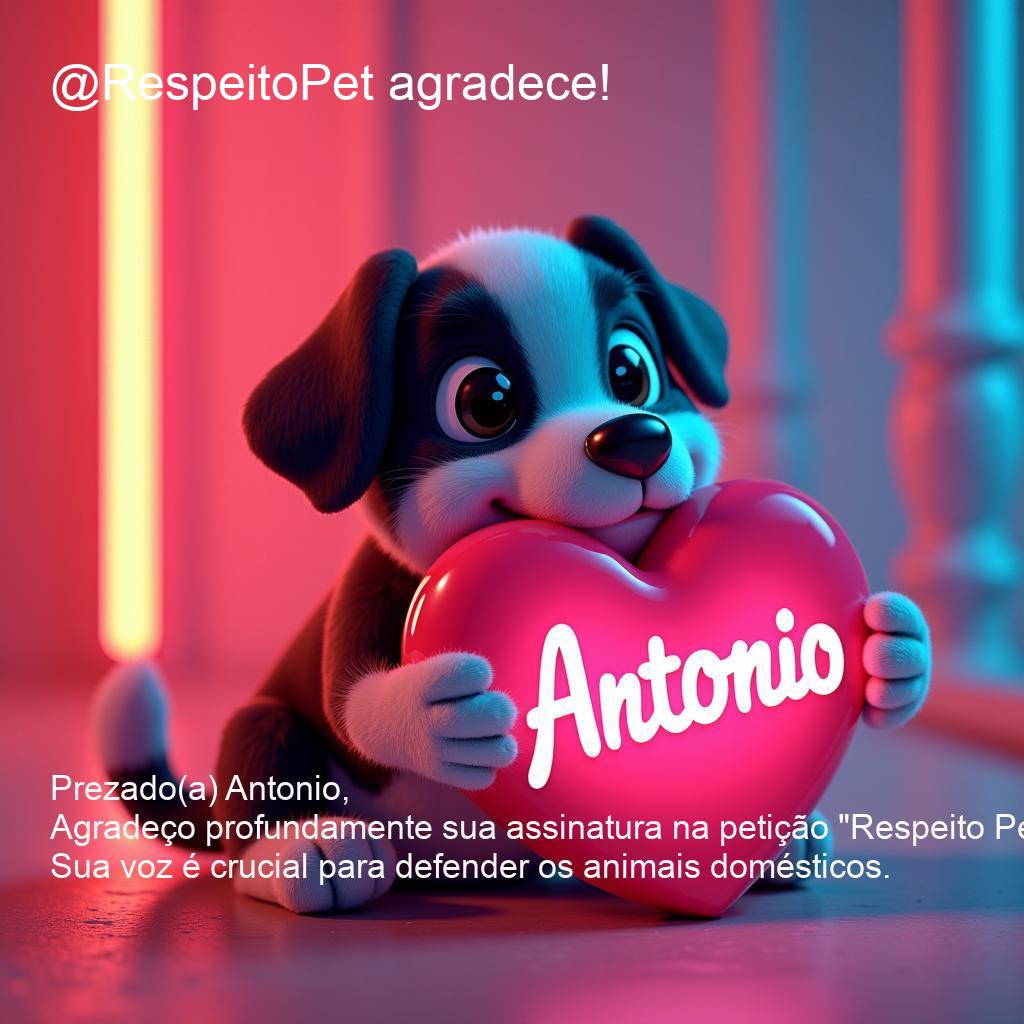 @RespeitoPet agradece!
Antonio
Prezado(a) Antonio,
Agradeço profundamente sua assinatura na petição "Respeito Pe
Sua voz é crucial para defender os animais domésticos.